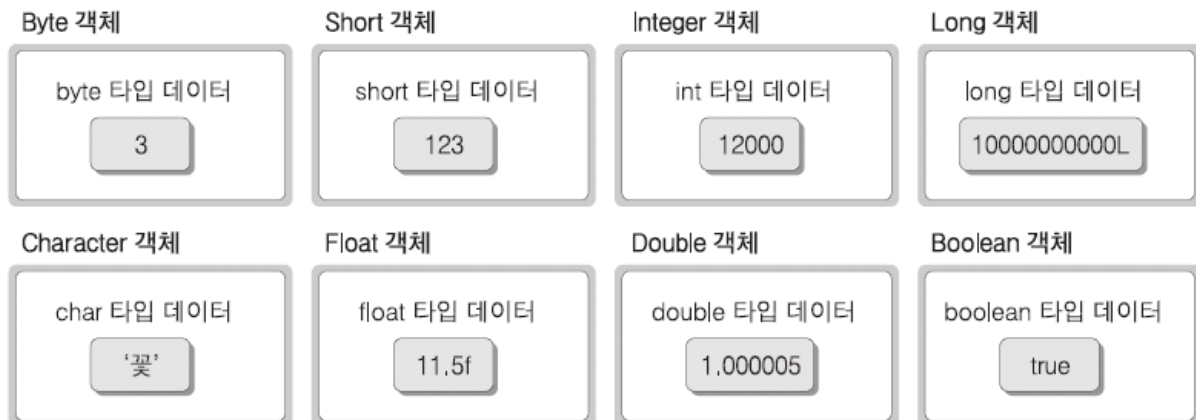 Byte 객체 Short 객체 Integer 객체 Long 객체
byte 타입 데이터 short 타입 데이터 int 타입 데이터 long 타입 데이터
3 123 12000 10000000000L
Character 객체 Float 객체 Double 객체 Boolean 객체
char 타입 데이터 float 타입 데이터 double 타입 데이터 boolean 타입 데이터
‘꽃’ 11.5f 1.000005 true